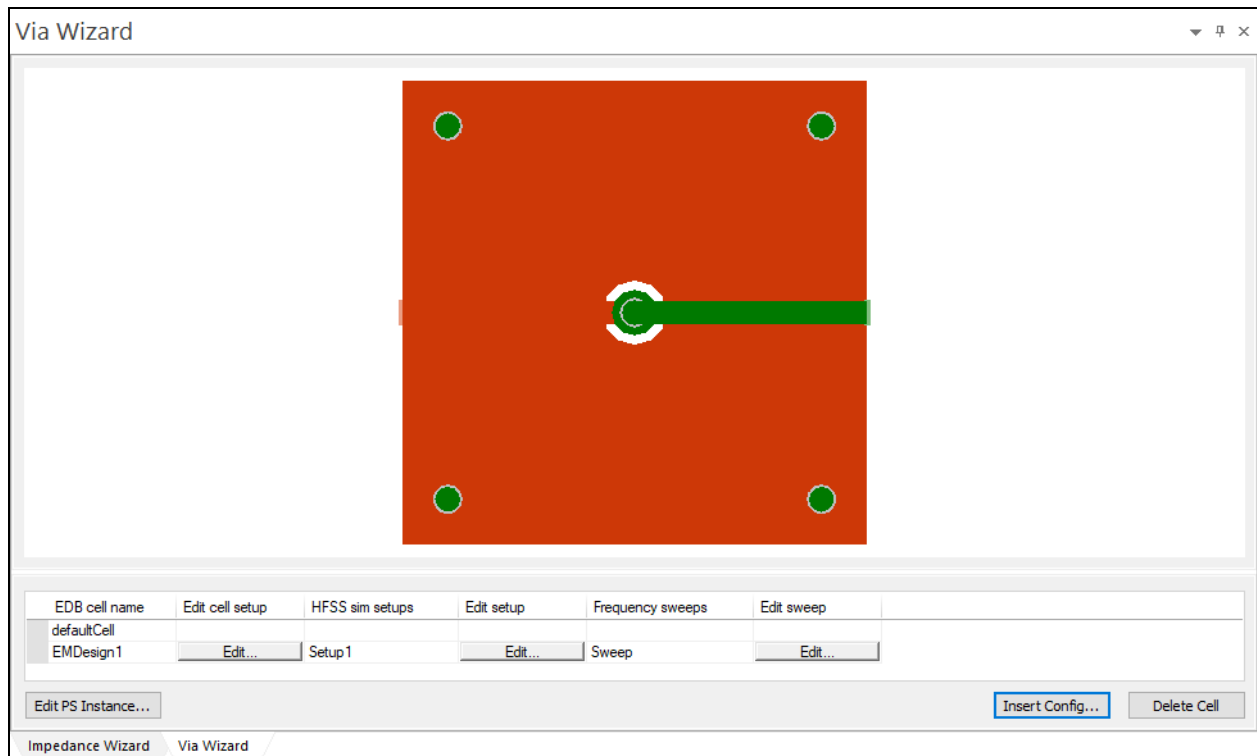 Via Wizard
EDB cell name Edit cell setup HFSS sim setups Edit setup Frequency sweeps Edit sweep
defaultCell
EMDesign1 Edit... Setup1 Edit... Sweep Edit...
Edit PS Instance... Insert Config... Delete Cell
Impedance Wizard Via Wizard